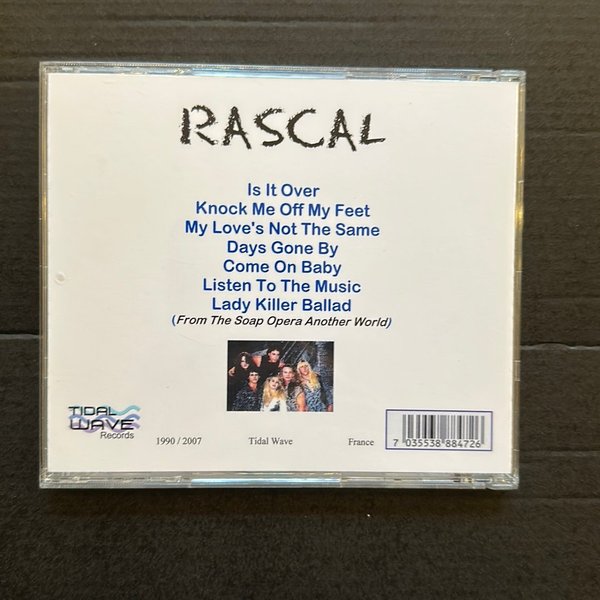 RASCAL
Is It Over
Knock Me Off My Feet
My Love's Not The Same
Days Gone By
Come On Baby
Listen To The Music
Lady Killer Ballad
(From The Soap Opera Another World)
TIDAL
WAVE
Records
1990 / 2007 Tidal Wave France
7 035538 884726